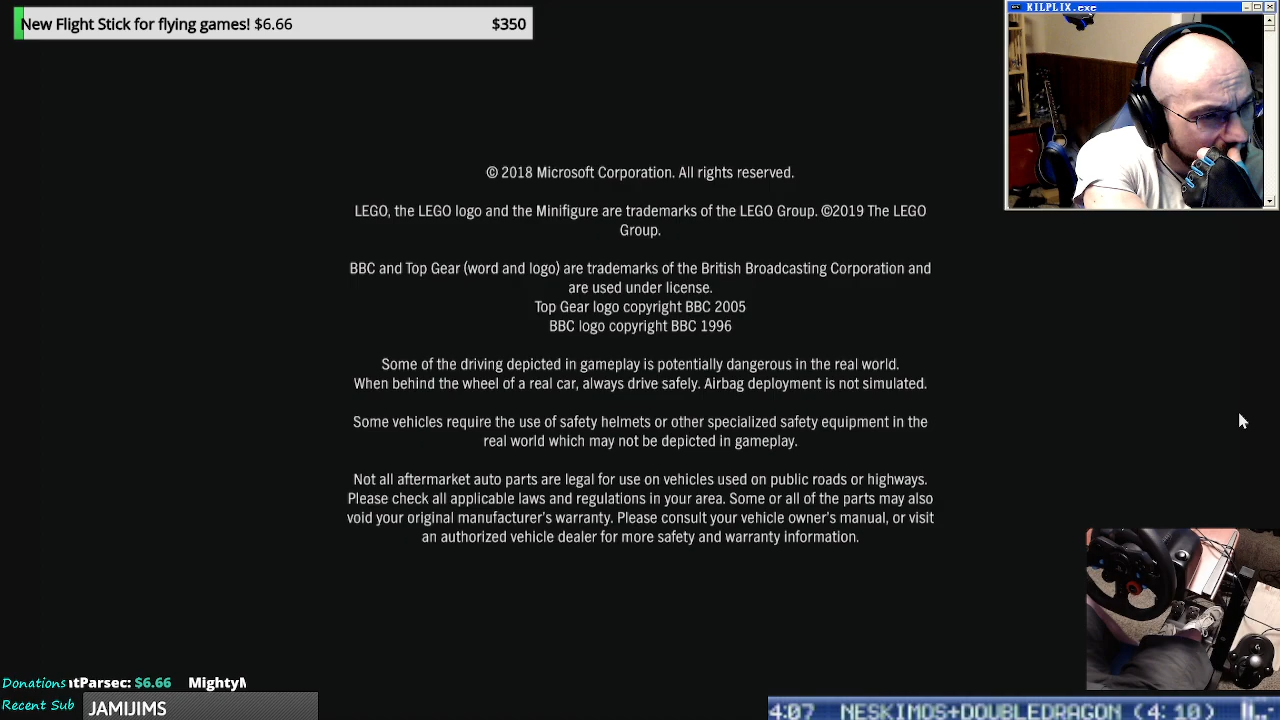 New Flight Stick for flying games! $6.66 $350
KILPLIX.exe
© 2018 Microsoft Corporation. All rights reserved.
LEGO, the LEGO logo and the Minifigure are trademarks of the LEGO Group. ©2019 The LEGO
Group.
BBC and Top Gear (word and logo) are trademarks of the British Broadcasting Corporation and
are used under license.
Top Gear logo copyright BBC 2005
BBC logo copyright BBC 1996
Some of the driving depicted in gameplay is potentially dangerous in the real world.
When behind the wheel of a real car, always drive safely. Airbag deployment is not simulated.
Some vehicles require the use of safety helmets or other specialized safety equipment in the
real world which may not be depicted in gameplay.
Not all aftermarket auto parts are legal for use on vehicles used on public roads or highways.
Please check all applicable laws and regulations in your area. Some or all of the parts may also
void your original manufacturer's warranty. Please consult your vehicle owner's manual, or visit
an authorized vehicle dealer for more safety and warranty information.
Donations ntParsec: $6.66 MightyM
Recent Sub JAMIJIMS
4:07 NESKIMOS+DOUBLEDRAGON (4:10)